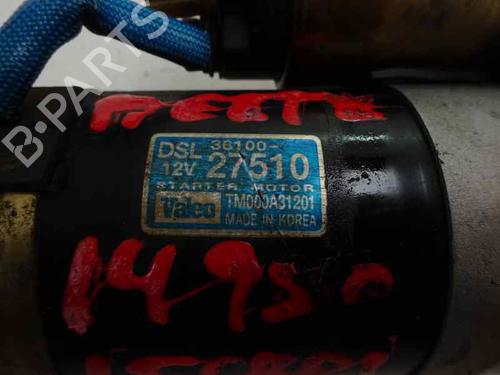 B-PARTS
DSL 36100-
12V 27510
STARTER MOTOR
Valeo TM000A31201
MADE IN KOREA
14950